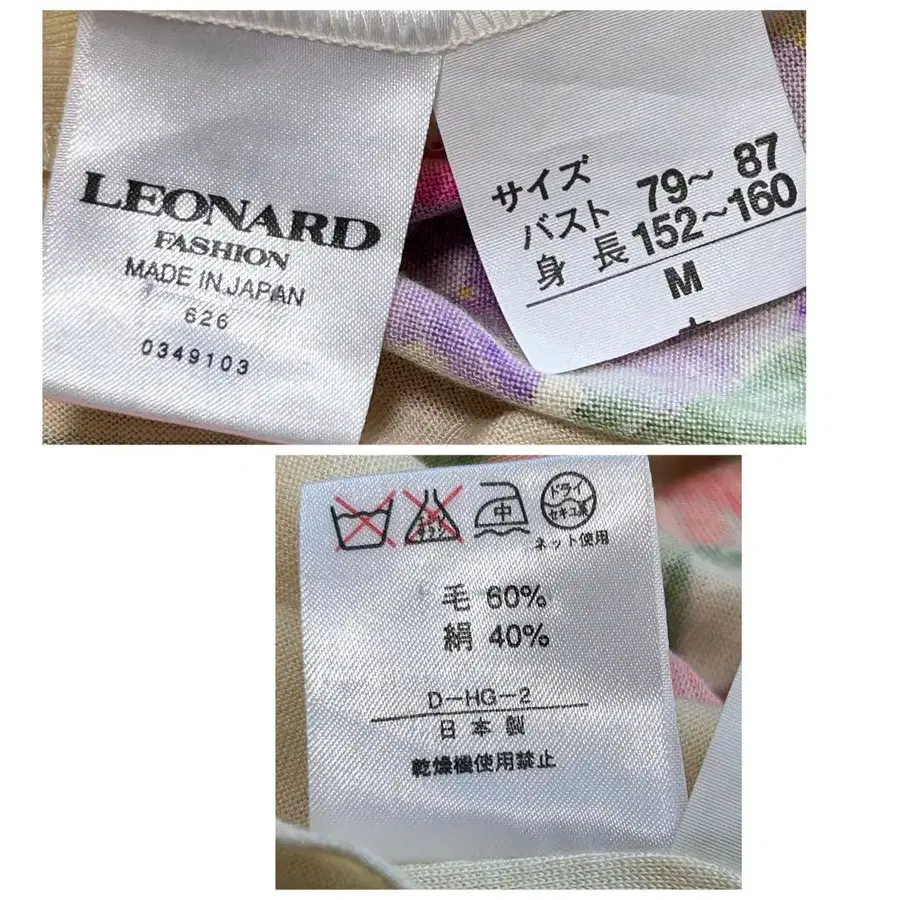 LEONARD
FASHION
MADE IN JAPAN
626
0349103
サイズ
バスト 79～87
身長 152～160
M
ドライ
セキユ系
ネット使用
毛 60%
絹 40%
D-HG-2
日本製
乾燥機使用禁止